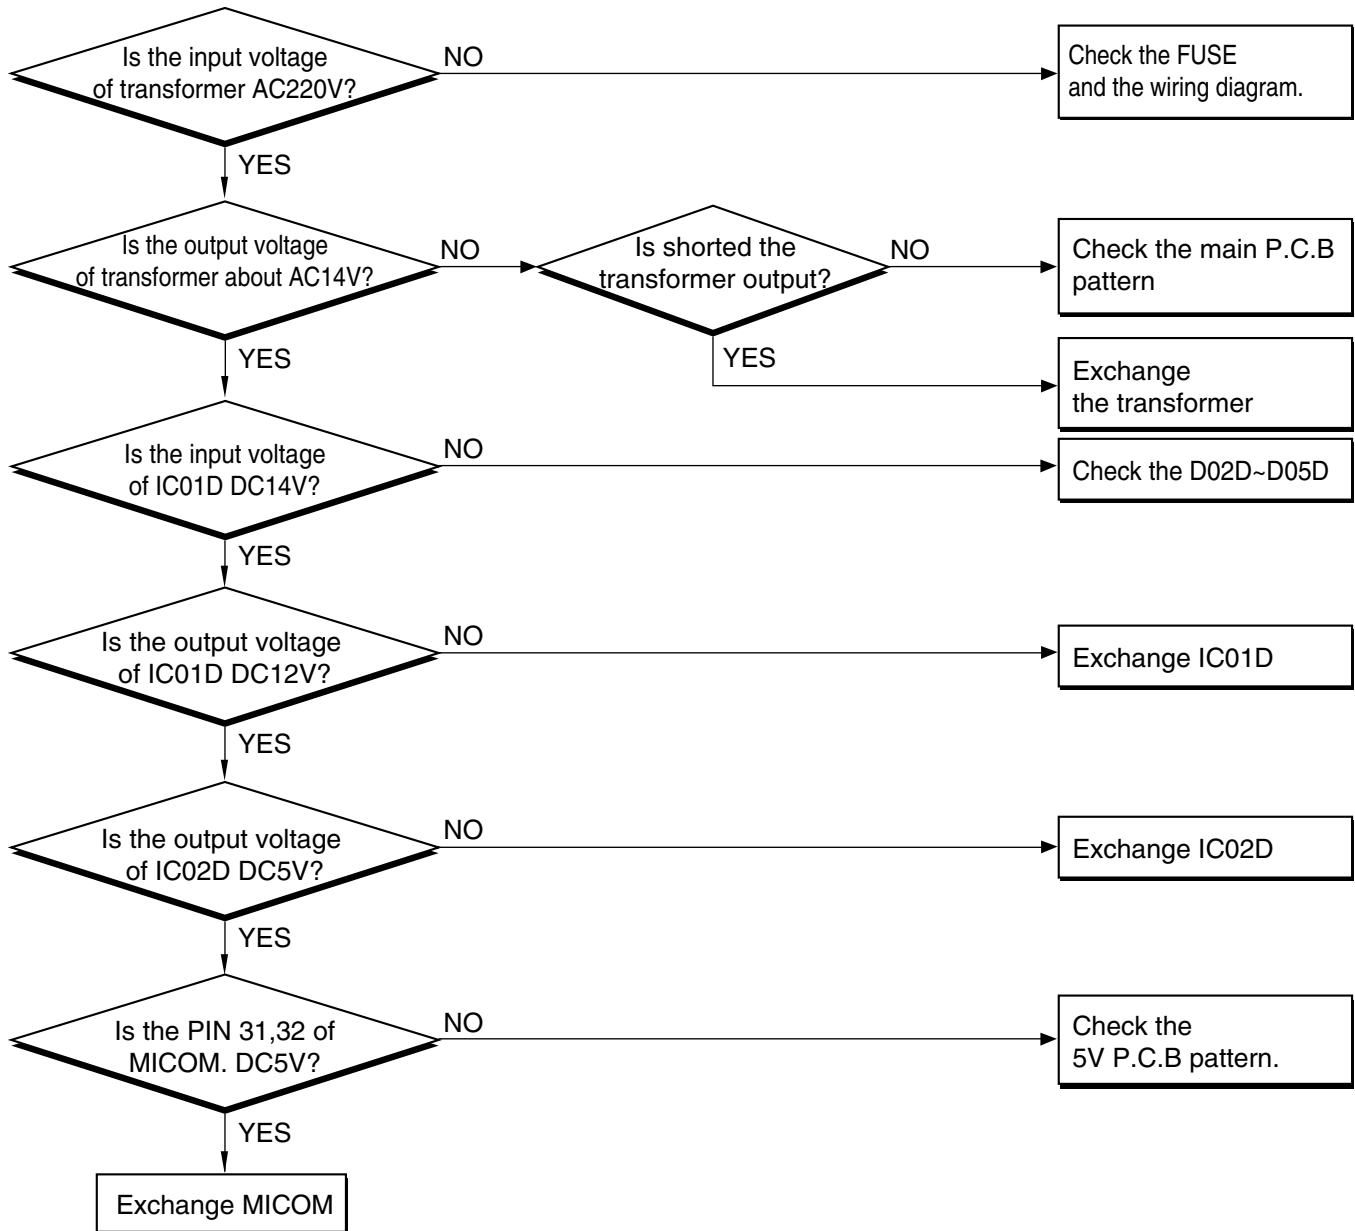 Is the input voltage
of transformer AC220V?
NO
Check the FUSE
and the wiring diagram.
YES
Is the output voltage
of transformer about AC14V?
NO
Is shorted the
transformer output?
NO
Check the main P.C.B
pattern
YES
YES
Exchange
the transformer
Is the input voltage
of IC01D DC14V?
NO
Check the D02D~D05D
YES
Is the output voltage
of IC01D DC12V?
NO
Exchange IC01D
YES
Is the output voltage
of IC02D DC5V?
NO
Exchange IC02D
YES
Is the PIN 31,32 of
MICOM. DC5V?
NO
Check the
5V P.C.B pattern.
YES
Exchange MICOM